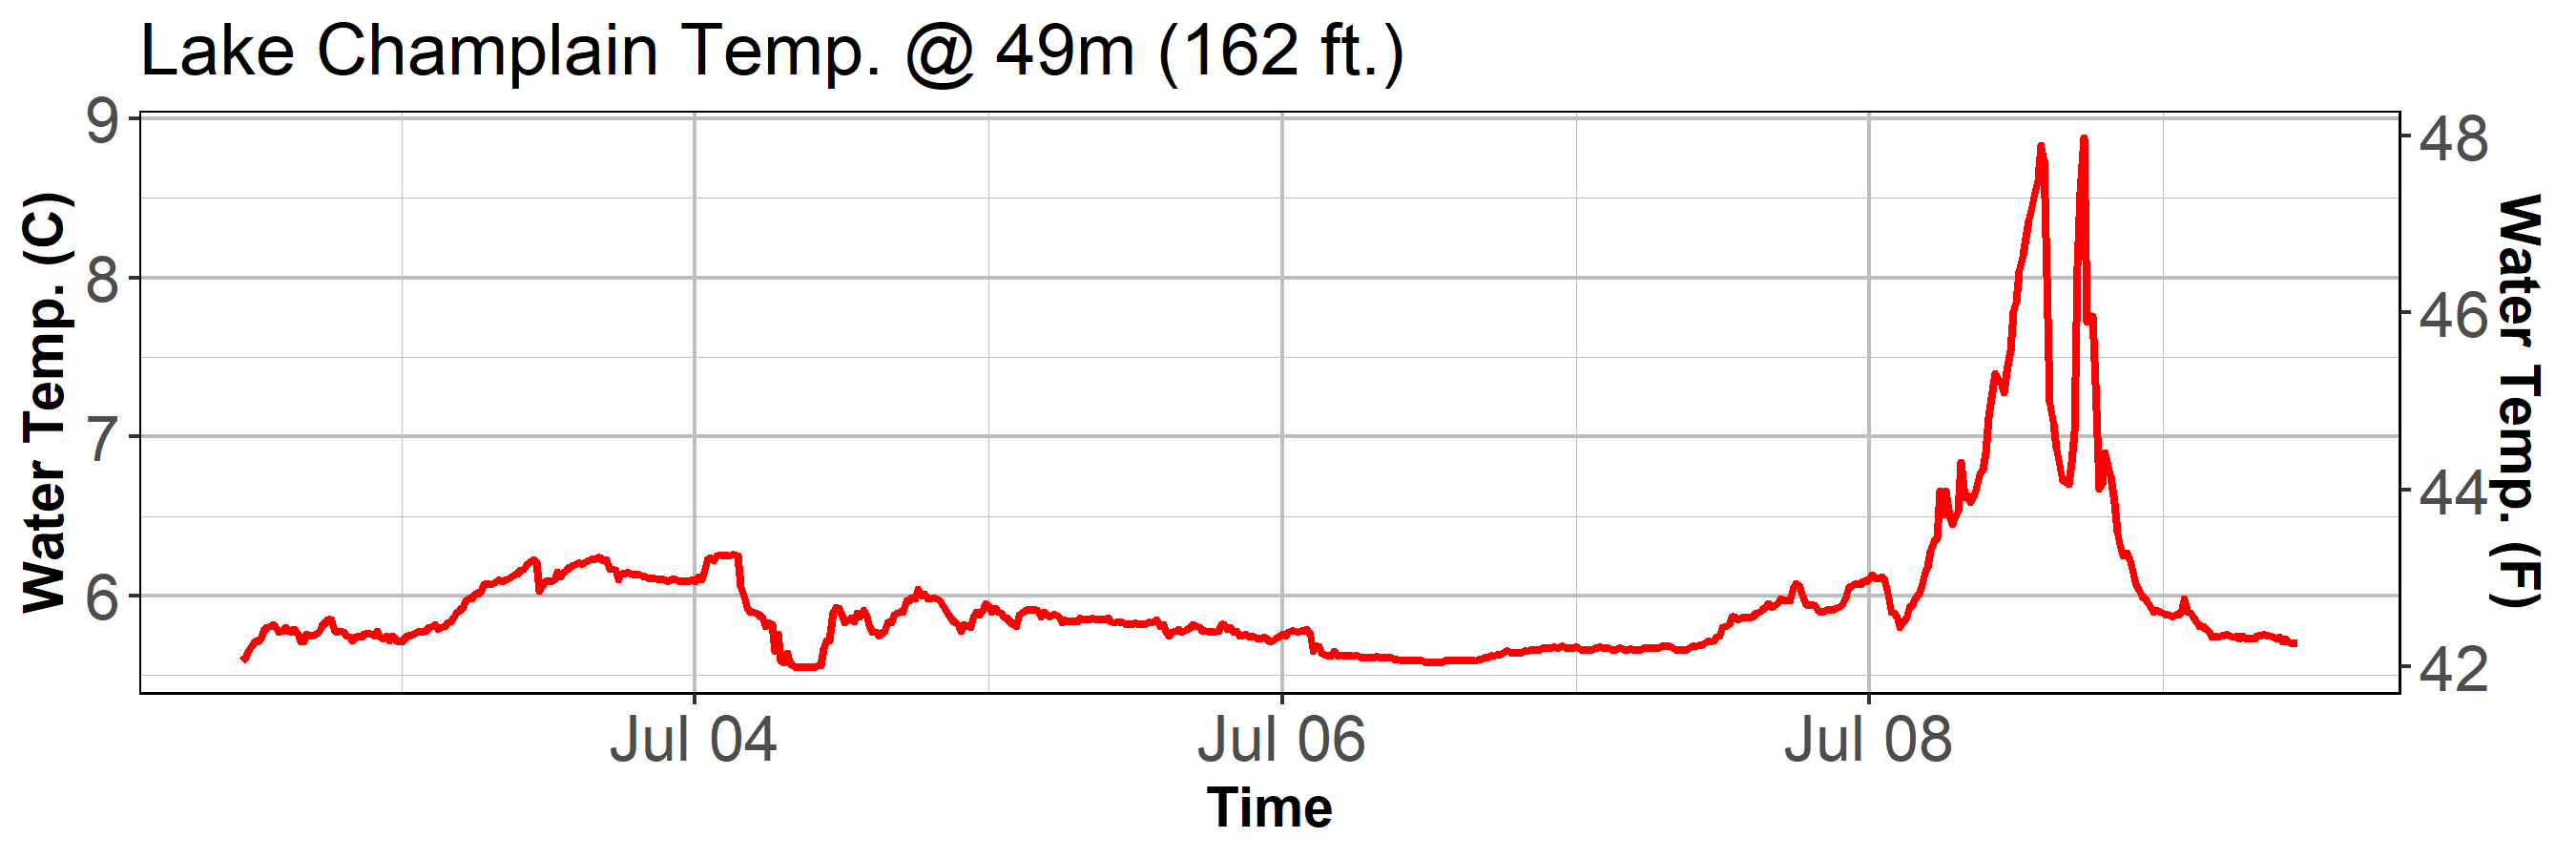 Lake Champlain Temp. @ 49m (162 ft.)
Water Temp. (C)
9
8
7
6
48
46
44
42
Water Temp. (F)
Jul 04 Jul 06 Jul 08
Time